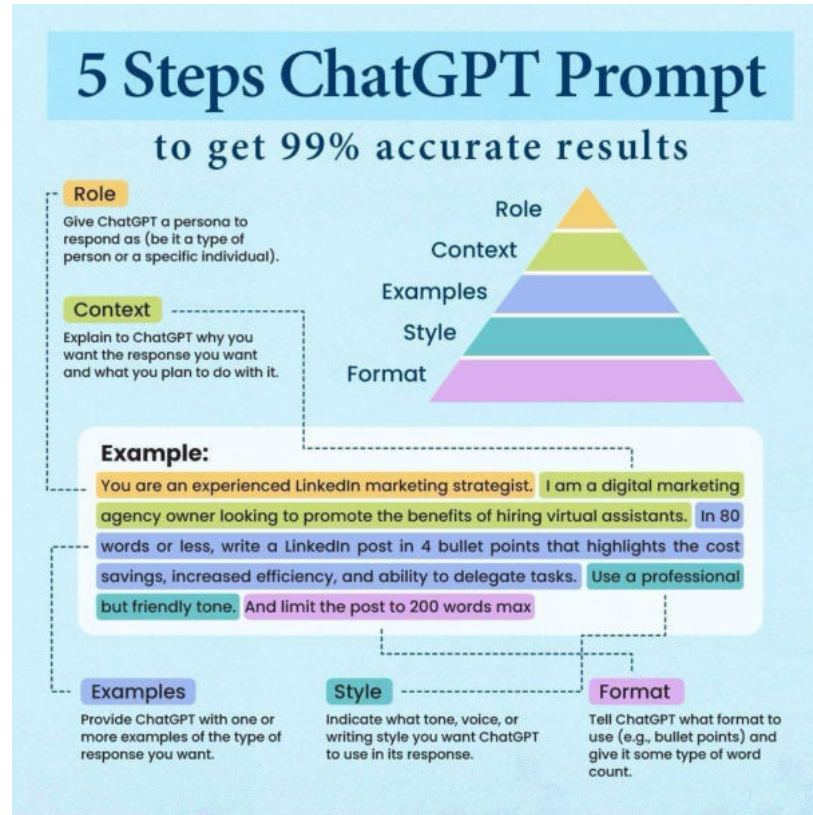 5 Steps ChatGPT Prompt
to get 99% accurate results
Role
Give ChatGPT a persona to
respond as (be it a type of
person or a specific individual).
Context
Explain to ChatGPT why you
want the response you want
and what you plan to do with it.
Role
Context
Examples
Style
Format
Example:
You are an experienced LinkedIn marketing strategist. I am a digital marketing
agency owner looking to promote the benefits of hiring virtual assistants. In 80
words or less, write a LinkedIn post in 4 bullet points that highlights the cost
savings, increased efficiency, and ability to delegate tasks. Use a professional
but friendly tone. And limit the post to 200 words max
Examples
Provide ChatGPT with one or
more examples of the type of
response you want.
Style
Indicate what tone, voice, or
writing style you want ChatGPT
to use in its response.
Format
Tell ChatGPT what format to
use (e.g., bullet points) and
give it some type of word
count.